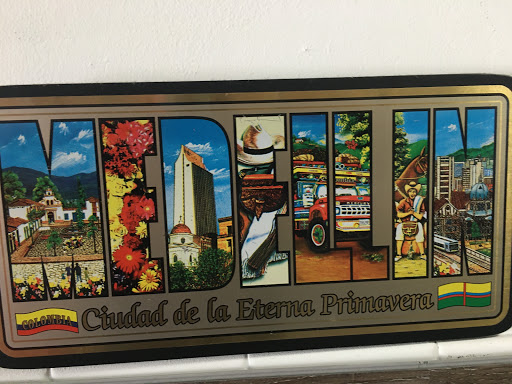 MEDELLIN
COLOMBIA
Ciudad de la Eterna Primavera